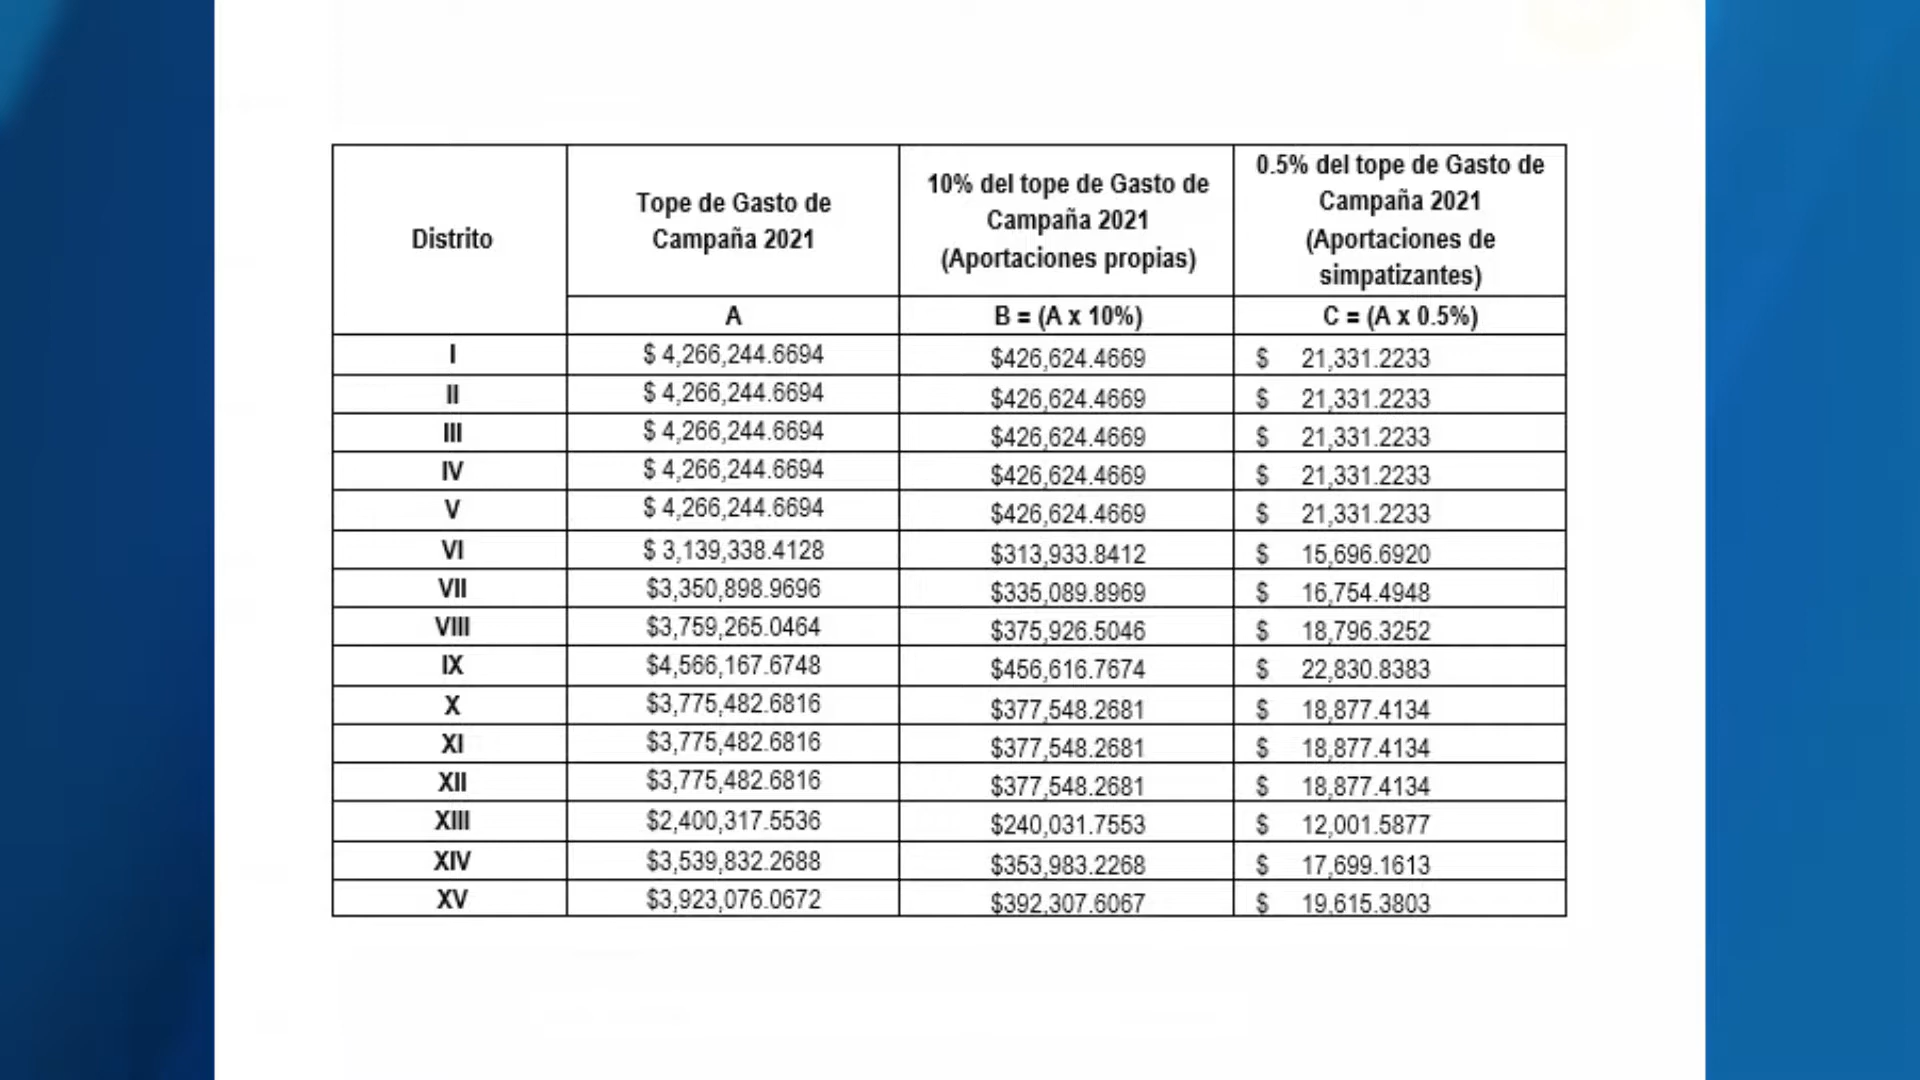 Distrito
Tope de Gasto de
Campaña 2021
10% del tope de Gasto de
Campaña 2021
(Aportaciones propias)
0.5% del tope de Gasto de
Campaña 2021
(Aportaciones de
simpatizantes)
A
B = (A x 10%)
C = (A x 0.5%)
I $ 4,266,244.6694 $426,624.4669 $ 21,331.2233
II $ 4,266,244.6694 $426,624.4669 $ 21,331.2233
III $ 4,266,244.6694 $426,624.4669 $ 21,331.2233
IV $ 4,266,244.6694 $426,624.4669 $ 21,331.2233
V $ 4,266,244.6694 $426,624.4669 $ 21,331.2233
VI $ 3,139,338.4128 $313,933.8412 $ 15,696.6920
VII $3,350,898.9696 $335,089.8969 $ 16,754.4948
VIII $3,759,265.0464 $375,926.5046 $ 18,796.3252
IX $4,566,167.6748 $456,616.7674 $ 22,830.8383
X $3,775,482.6816 $377,548.2681 $ 18,877.4134
XI $3,775,482.6816 $377,548.2681 $ 18,877.4134
XII $3,775,482.6816 $377,548.2681 $ 18,877.4134
XIII $2,400,317.5536 $240,031.7553 $ 12,001.5877
XIV $3,539,832.2688 $353,983.2268 $ 17,699.1613
XV $3,923,076.0672 $392,307.6067 $ 19,615.3803